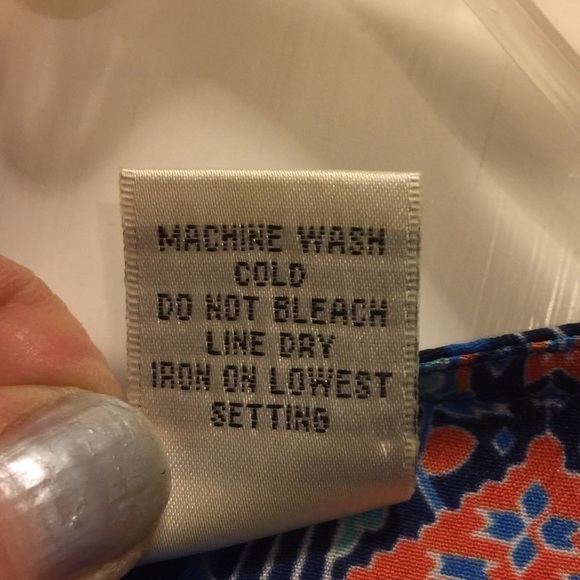 MACHINE WASH
COLD
DO NOT BLEACH
LINE DRY
IRON ON LOWEST
SETTING